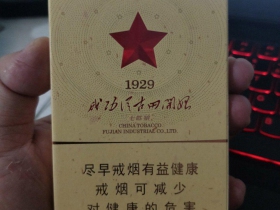 1929
CHINA TOBACCO
FUJIAN INDUSTRIAL CO., LTD.
尽早戒烟有益健康
戒烟可减少
对健康的危害